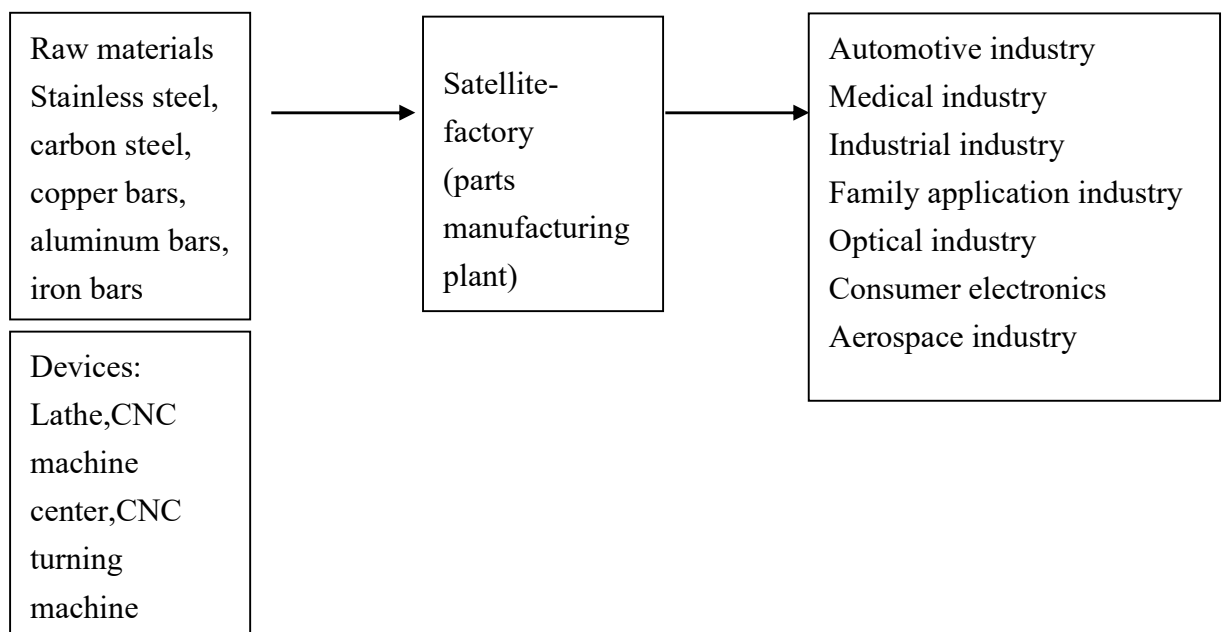 Raw materials
Stainless steel,
carbon steel,
copper bars,
aluminum bars,
iron bars
Devices:
Lathe,CNC
machine
center,CNC
turning
machine
Satellite-
factory
(parts
manufacturing
plant)
Automotive industry
Medical industry
Industrial industry
Family application industry
Optical industry
Consumer electronics
Aerospace industry